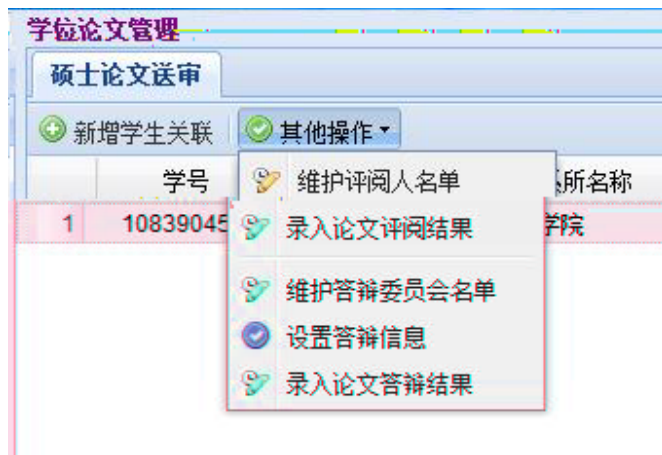 学位论文管理
硕士论文送审
新增学生关联 其他操作
学号 所名称
1 10839045 学院
维护评阅人名单
录入论文评阅结果
维护答辩委员会名单
设置答辩信息
录入论文答辩结果